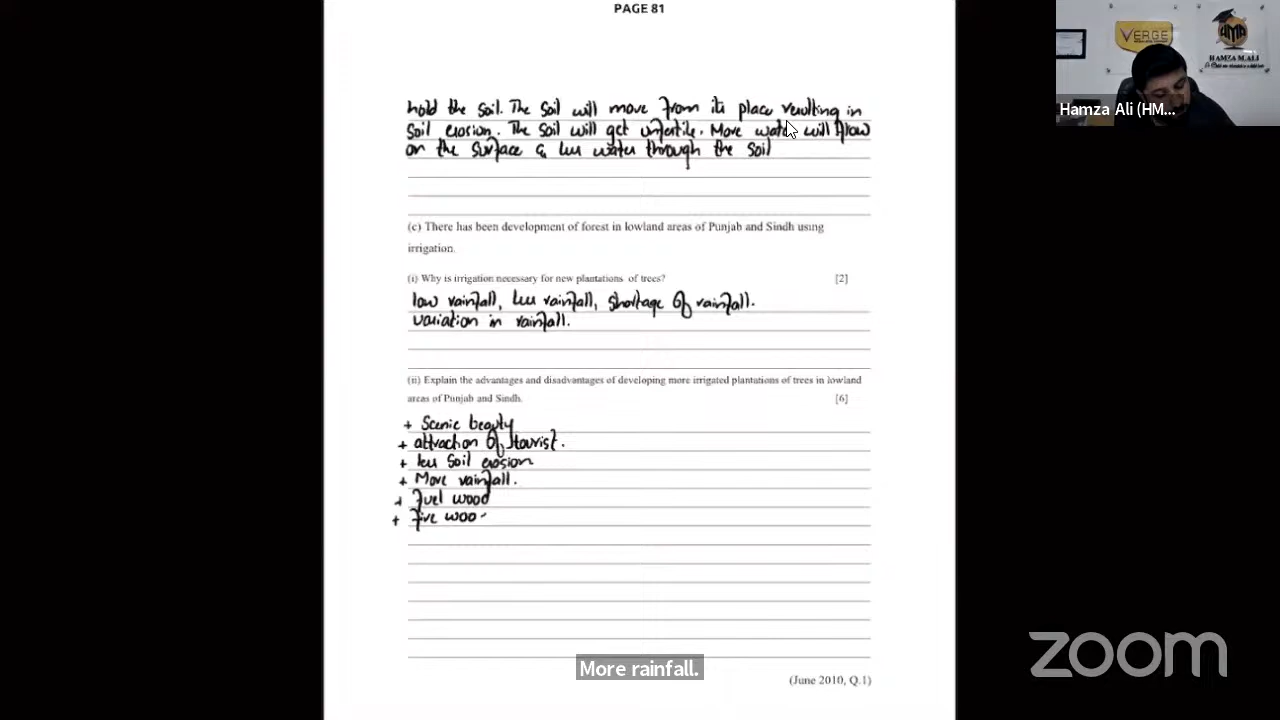 PAGE 81
VERGE
HMA
HAMZA M.ALI
Hamza Ali (HM...
hold the soil. The soil will move from its place resulting in
soil erosion. The soil will get unfertile. More water will flow
on the surface & less water through the soil
(c) There has been development of forest in lowland areas of Punjab and Sindh using
irrigation.
(i) Why is irrigation necessary for new plantations of trees? [2]
low rainfall, less rainfall, shortage of rainfall.
variation in rainfall.
(ii) Explain the advantages and disadvantages of developing more irrigated plantations of trees in lowland
areas of Punjab and Sindh. [6]
+ Scenic beauty
+ attraction of tourist.
+ less soil erosion
+ More rainfall.
+ Fuel wood
+ Fire woo
More rainfall.
(June 2010, Q.1)
zoom